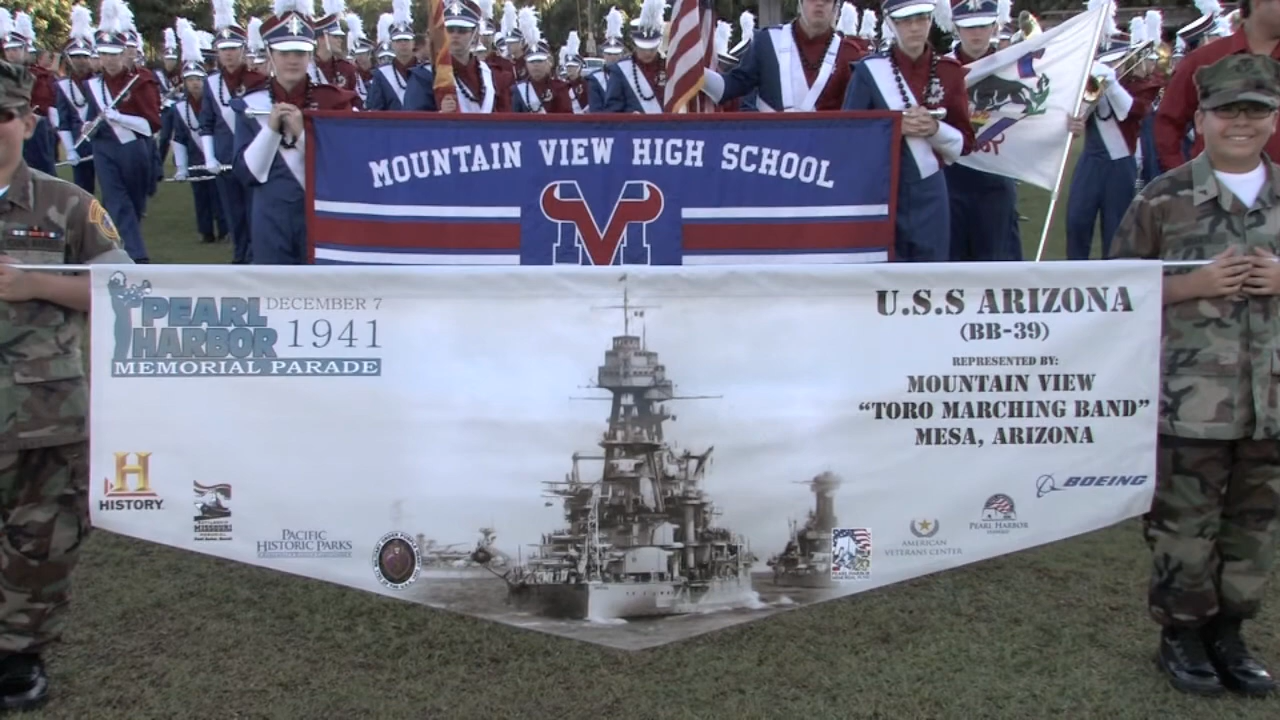 MOUNTAIN VIEW HIGH SCHOOL
PEARL
HARBOR
DECEMBER 7
1941
MEMORIAL PARADE
U.S.S ARIZONA
(BB-39)
REPRESENTED BY:
MOUNTAIN VIEW
“TORO MARCHING BAND”
MESA, ARIZONA
HISTORY
MISSOURI
PACIFIC
HISTORIC PARKS
AMERICAN
VETERANS CENTER
PEARL HARBOR
BOEING